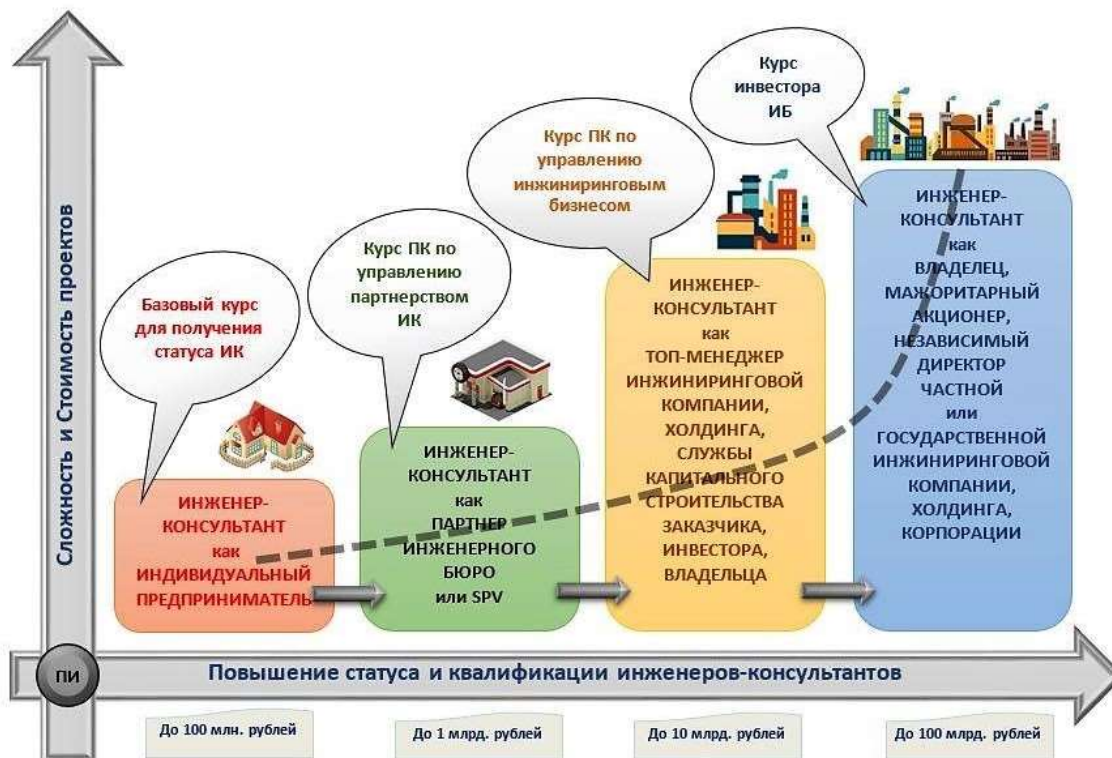 Сложность и Стоимость проектов
Базовый курс
для получения
статуса ИК
Курс ПК по
управлению
партнерством
ИК
Курс ПК по
управлению
инжиниринговым
бизнесом
Курс
инвестора
ИБ
ИНЖЕНЕР-
КОНСУЛЬТАНТ
как
ИНДИВИДУАЛЬНЫЙ
ПРЕДПРИНИМАТЕЛЬ
ИНЖЕНЕР-
КОНСУЛЬТАНТ
как
ПАРТНЕР
ИНЖЕНЕРНОГО
БЮРО
или SPV
ИНЖЕНЕР-
КОНСУЛЬТАНТ
как
ТОП-МЕНЕДЖЕР
ИНЖИНИРИНГОВОЙ
КОМПАНИИ,
ХОЛДИНГА,
СЛУЖБЫ
КАПИТАЛЬНОГО
СТРОИТЕЛЬСТВА
ЗАКАЗЧИКА,
ИНВЕСТОРА,
ВЛАДЕЛЬЦА
ИНЖЕНЕР-
КОНСУЛЬТАНТ
как
ВЛАДЕЛЕЦ,
МАЖОРИТАРНЫЙ
АКЦИОНЕР,
НЕЗАВИСИМЫЙ
ДИРЕКТОР
ЧАСТНОЙ
или
ГОСУДАРСТВЕННОЙ
ИНЖИНИРИНГОВОЙ
КОМПАНИИ,
ХОЛДИНГА,
КОРПОРАЦИИ
ПИ
Повышение статуса и квалификации инженеров-консультантов
До 100 млн. рублей
До 1 млрд. рублей
До 10 млрд. рублей
До 100 млрд. рублей